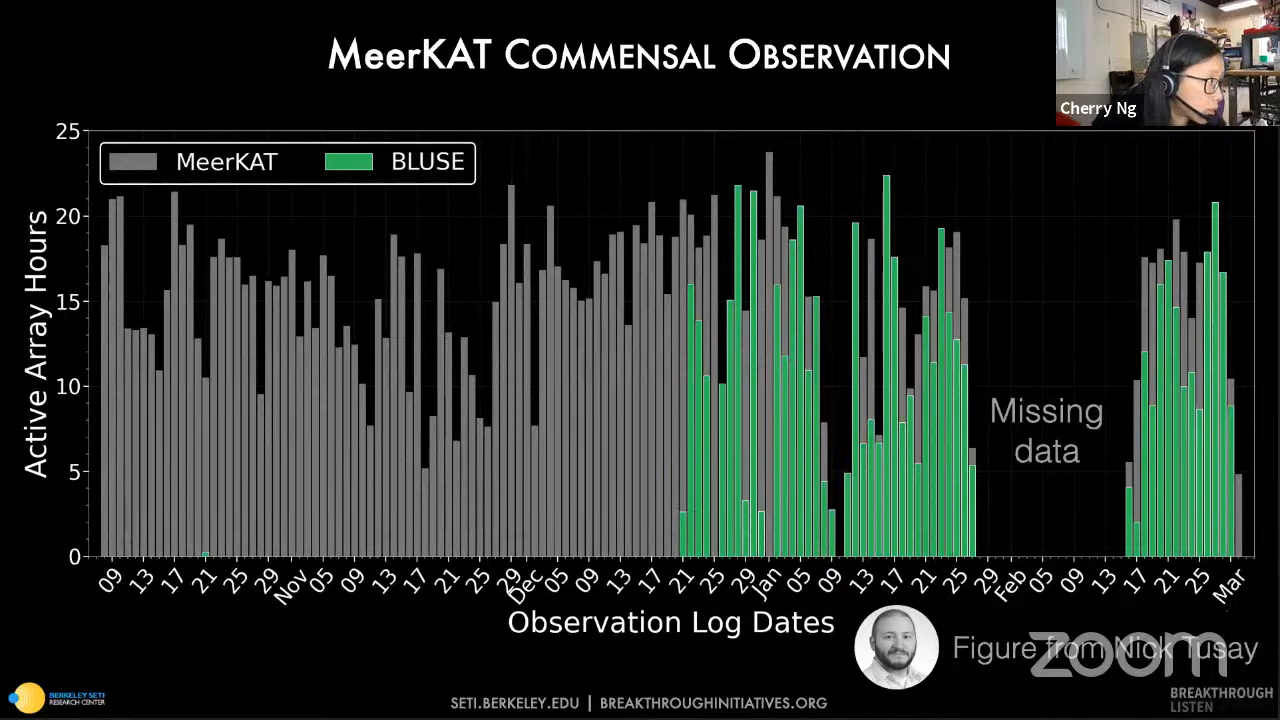 MeerKAT Commensal Observation
Cherry Ng
MeerKAT
BLUSE
Active Array Hours
25
20
15
10
5
0
Missing
data
09 13 17 21 25 29 Nov 05 09 13 17 21 25 29 Dec 05 09 13 17 21 25 29 Jan 05 09 13 17 21 25 29 Feb 05 09 13 17 21 25 Mar
Observation Log Dates
Figure from Nick Tusay
zoom
BERKELEY SETI
RESEARCH CENTER
SETI.BERKELEY.EDU | BREAKTHROUGHINITIATIVES.ORG
BREAKTHROUGH
LISTEN